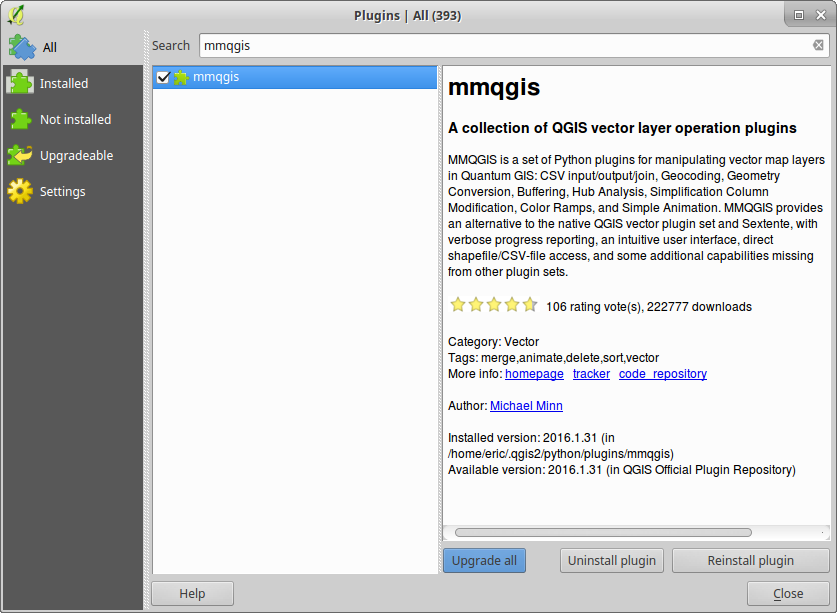 Plugins | All (393)
All
Installed
Not installed
Upgradeable
Settings
Search
mmqgis
mmqgis
mmqgis
A collection of QGIS vector layer operation plugins
MMQGIS is a set of Python plugins for manipulating vector map layers
in Quantum GIS: CSV input/output/join, Geocoding, Geometry
Conversion, Buffering, Hub Analysis, Simplification Column
Modification, Color Ramps, and Simple Animation. MMQGIS provides
an alternative to the native QGIS vector plugin set and Sextente, with
verbose progress reporting, an intuitive user interface, direct
shapefile/CSV-file access, and some additional capabilities missing
from other plugin sets.
106 rating vote(s), 222777 downloads
Category: Vector
Tags: merge,animate,delete,sort,vector
More info: homepage tracker code_repository
Author: Michael Minn
Installed version: 2016.1.31 (in
/home/eric/.qgis2/python/plugins/mmqgis)
Available version: 2016.1.31 (in QGIS Official Plugin Repository)
Upgrade all
Uninstall plugin
Reinstall plugin
Help
Close